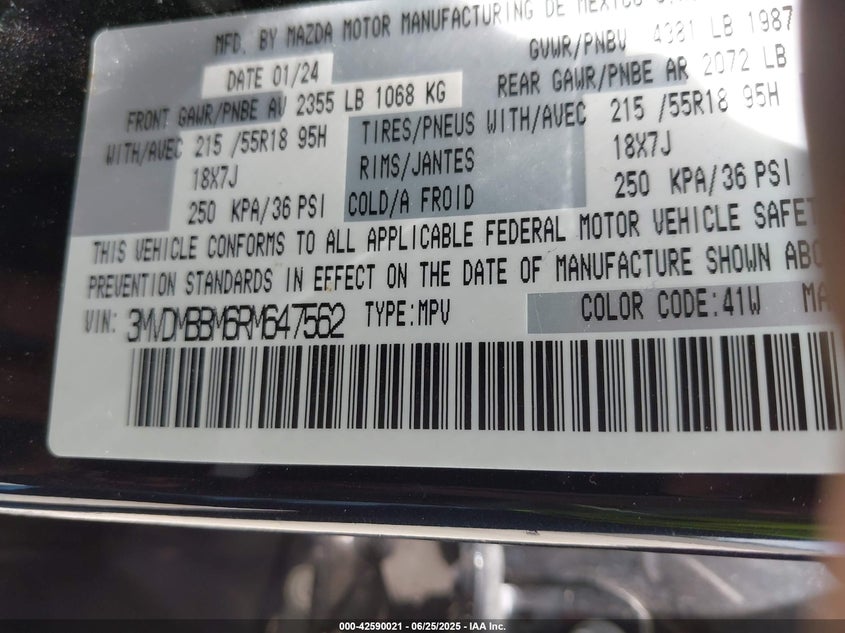 MFD. BY MAZDA MOTOR MANUFACTURING DE MEXICO
DATE 01/24 GVWR/PNBV 4381 LB 1987
FRONT GAWR/PNBE AV 2355 LB 1068 KG REAR GAWR/PNBE AR 2072 LB
WITH/AVEC 215 /55R18 95H TIRES/PNEUS WITH/AVEC 215 /55R18 95H
18X7J RIMS/JANTES 18X7J
250 KPA/36 PSI COLD/A FROID 250 KPA/36 PSI
THIS VEHICLE CONFORMS TO ALL APPLICABLE FEDERAL MOTOR VEHICLE SAFET
PREVENTION STANDARDS IN EFFECT ON THE DATE OF MANUFACTURE SHOWN ABO
VIN: 3MVDMBBM6RM647562 TYPE:MPV COLOR CODE:41W MA
000-42590021 - 06/25/2025 - IAA Inc.